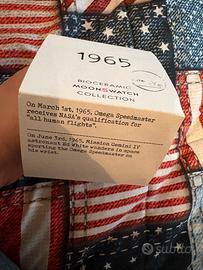 1965
BIOCERAMIC
MOONSWATCH
COLLECTION
On March 1st, 1965, Omega Speedmaster
receives NASA's qualification for
"all human flights".
On June 3rd, 1965, Mission Gemini IV
astronaut Ed White wanders in space
sporting the Omega Speedmaster on
his wrist.
subito